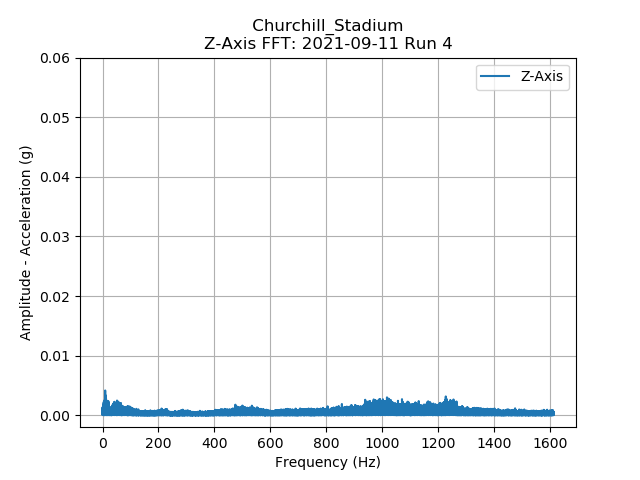 Churchill_Stadium
Z-Axis FFT: 2021-09-11 Run 4
Z-Axis
0.06
0.05
0.04
0.03
0.02
0.01
0.00
Amplitude - Acceleration (g)
0 200 400 600 800 1000 1200 1400 1600
Frequency (Hz)